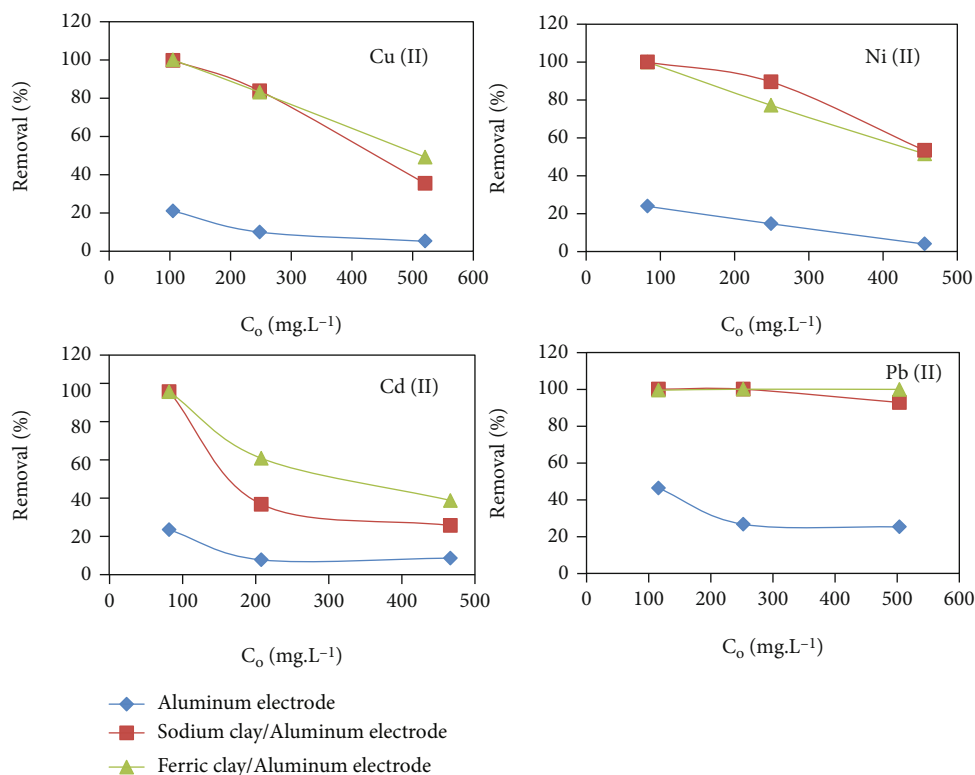 120
100
80
60
40
20
0
Removal (%)
Cu (II)
0 100 200 300 400 500 600
Cₒ (mg.L⁻¹)
120
100
80
60
40
20
0
Removal (%)
Ni (II)
0 100 200 300 400 500
Cₒ (mg.L⁻¹)
120
100
80
60
40
20
0
Removal (%)
Cd (II)
0 100 200 300 400 500
Cₒ (mg.L⁻¹)
120
100
80
60
40
20
0
Removal (%)
Pb (II)
0 100 200 300 400 500 600
Cₒ (mg.L⁻¹)
Aluminum electrode
Sodium clay/Aluminum electrode
Ferric clay/Aluminum electrode